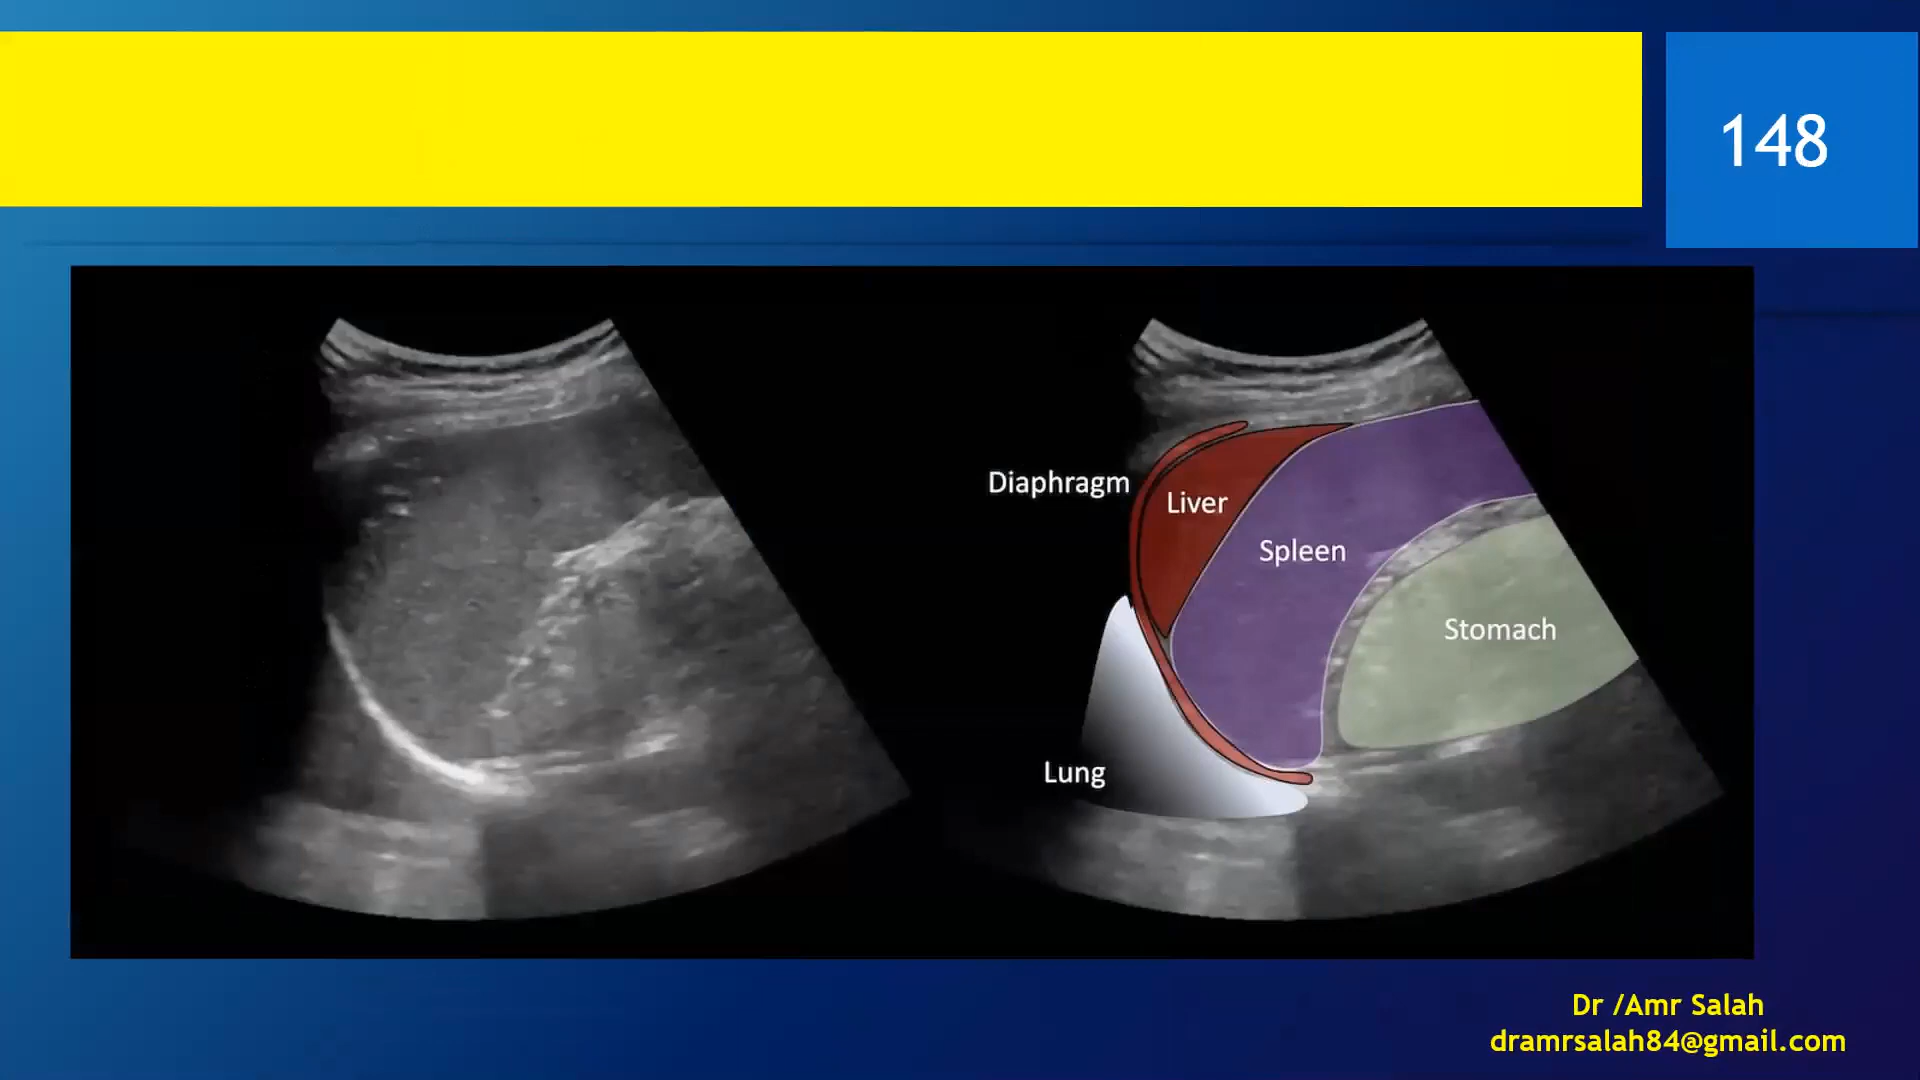 148
Diaphragm
Liver
Spleen
Stomach
Lung
Dr /Amr Salah
dramrsalah84@gmail.com